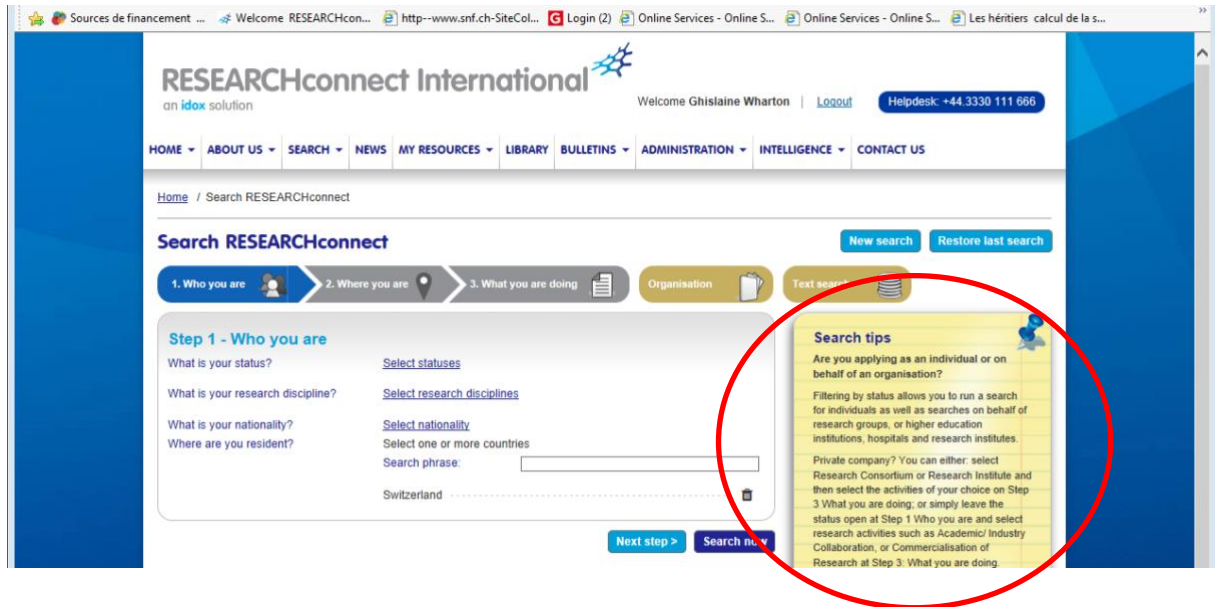 Sources de financement ... Welcome RESEARCHcon... http--www.snf.ch-SiteCol... G Login (2) Online Services - Online S... Online Services - Online S... Les héritiers calcul de la s... »
RESEARCHconnect International
an idox solution
Welcome Ghislaine Wharton | Logout Helpdesk: +44.3330 111 666
HOME ABOUT US SEARCH NEWS MY RESOURCES LIBRARY BULLETINS ADMINISTRATION INTELLIGENCE CONTACT US
Home / Search RESEARCHconnect
Search RESEARCHconnect New search Restore last search
1. Who you are 2. Where you are 3. What you are doing Organisation Text search
Step 1 - Who you are
What is your status? Select statuses
What is your research discipline? Select research disciplines
What is your nationality? Select nationality
Where are you resident? Select one or more countries
Search phrase:
Switzerland
Next step > Search now
Search tips
Are you applying as an individual or on
behalf of an organisation?
Filtering by status allows you to run a search
for individuals as well as searches on behalf of
research groups, or higher education
institutions, hospitals and research institutes.
Private company? You can either: select
Research Consortium or Research Institute and
then select the activities of your choice on Step
3 What you are doing; or simply leave the
status open at Step 1 Who you are and select
research activities such as Academic/ Industry
Collaboration, or Commercialisation of
Research at Step 3: What you are doing.